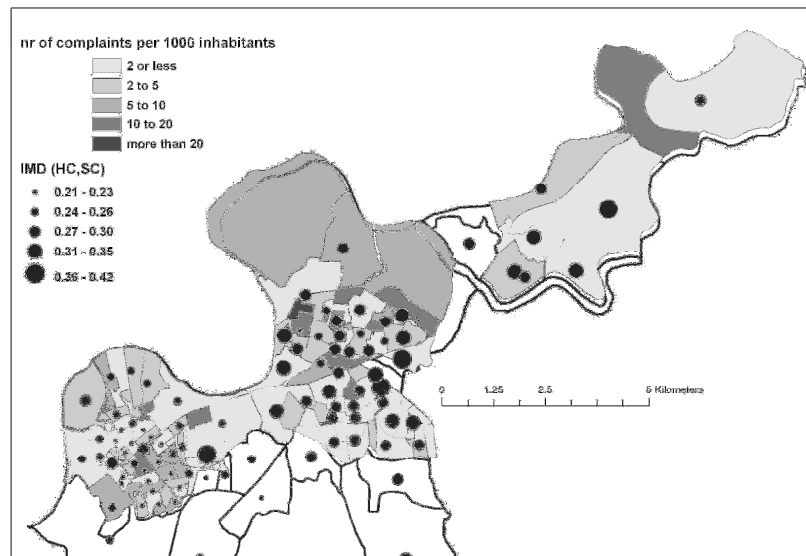 nr of complaints per 1000 inhabitants
2 or less
2 to 5
5 to 10
10 to 20
more than 20
IMD (HC,SC)
0.21 - 0.23
0.24 - 0.26
0.27 - 0.30
0.31 - 0.35
0.36 - 0.42
0 1.25 2.5 5 Kilometers